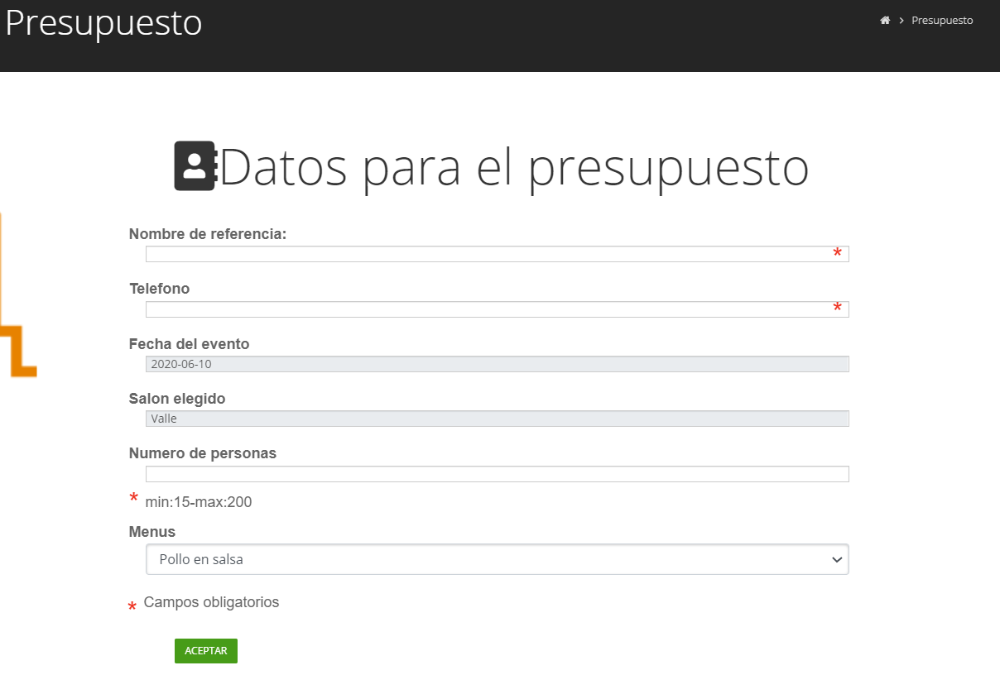 Presupuesto
> Presupuesto
Datos para el presupuesto
Nombre de referencia:
*
Telefono
*
Fecha del evento
2020-06-10
Salon elegido
Valle
Numero de personas
* min:15-max:200
Menus
Pollo en salsa
* Campos obligatorios
ACEPTAR